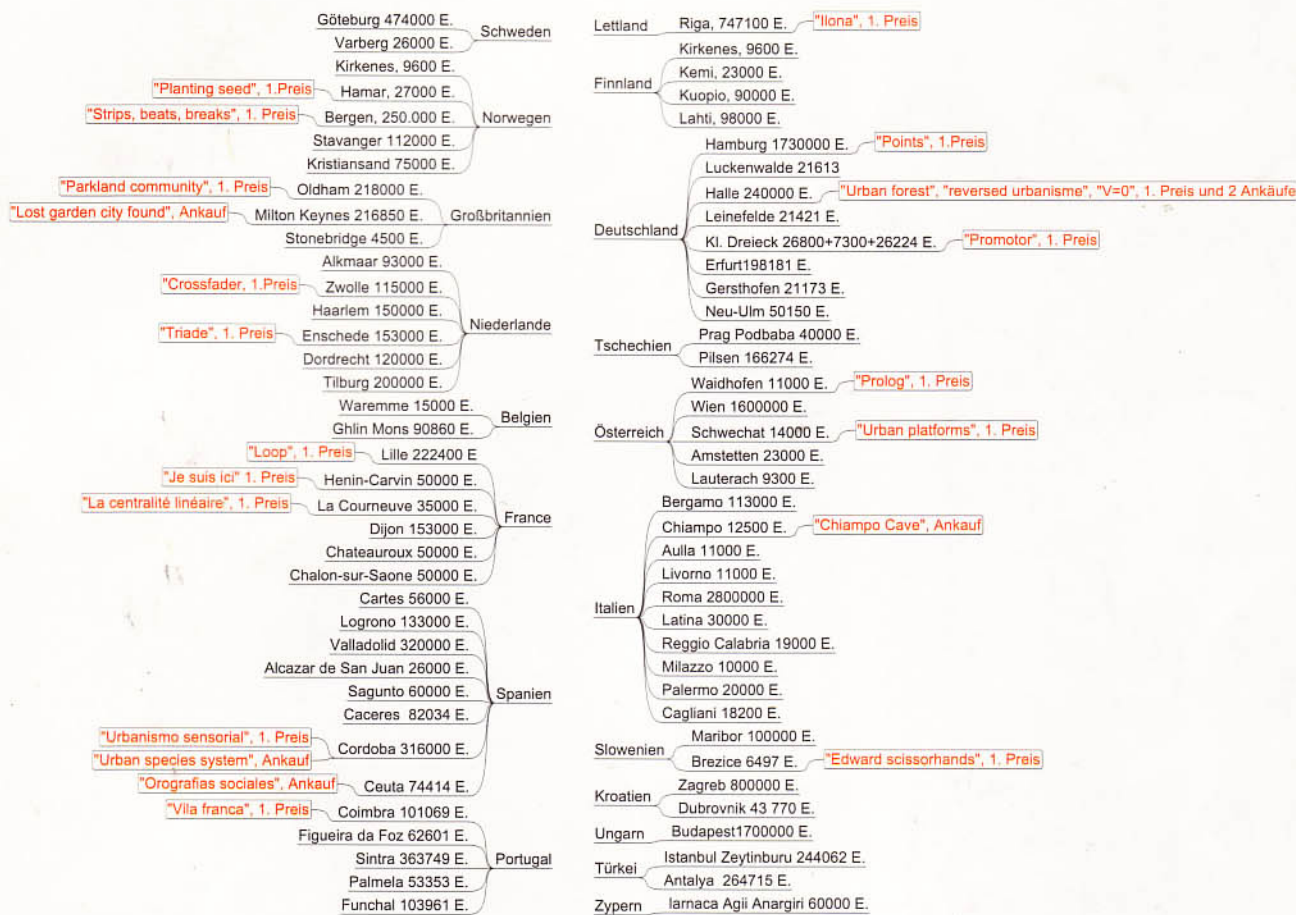 Göteburg 474000 E.
Varberg 26000 E.
Schweden
Kirkenes, 9600 E.
"Planting seed", 1.Preis
Hamar, 27000 E.
"Strips, beats, breaks", 1. Preis
Bergen, 250.000 E.
Norwegen
Stavanger 112000 E.
Kristiansand 75000 E.
"Parkland community", 1. Preis
Oldham 218000 E.
"Lost garden city found", Ankauf
Milton Keynes 216850 E.
Großbritannien
Stonebridge 4500 E.
Alkmaar 93000 E.
"Crossfader, 1.Preis
Zwolle 115000 E.
Haarlem 150000 E.
Niederlande
"Triade", 1. Preis
Enschede 153000 E.
Dordrecht 120000 E.
Tilburg 200000 E.
Waremme 15000 E.
Belgien
Ghlin Mons 90860 E.
"Loop", 1. Preis
Lille 222400 E
"Je suis ici" 1. Preis
Henin-Carvin 50000 E.
"La centralité linéaire", 1. Preis
La Courneuve 35000 E.
France
Dijon 153000 E.
Chateauroux 50000 E.
Chalon-sur-Saone 50000 E.
Cartes 56000 E.
Logrono 133000 E.
Valladolid 320000 E.
Alcazar de San Juan 26000 E.
Sagunto 60000 E.
Spanien
Caceres 82034 E.
"Urbanismo sensorial", 1. Preis
Cordoba 316000 E.
"Urban species system", Ankauf
"Orografias sociales", Ankauf
Ceuta 74414 E.
"Vila franca", 1. Preis
Coimbra 101069 E.
Figueira da Foz 62601 E.
Sintra 363749 E.
Portugal
Palmela 53353 E.
Funchal 103961 E.
Lettland
Riga, 747100 E.
"Ilona", 1. Preis
Kirkenes, 9600 E.
Kemi, 23000 E.
Finnland
Kuopio, 90000 E.
Lahti, 98000 E.
Hamburg 1730000 E.
"Points", 1.Preis
Luckenwalde 21613
Halle 240000 E.
"Urban forest", "reversed urbanisme", "V=0", 1. Preis und 2 Ankäufe
Leinefelde 21421 E.
Deutschland
Kl. Dreieck 26800+7300+26224 E.
"Promotor", 1. Preis
Erfurt198181 E.
Gersthofen 21173 E.
Neu-Ulm 50150 E.
Prag Podbaba 40000 E.
Tschechien
Pilsen 166274 E.
Waidhofen 11000 E.
"Prolog", 1. Preis
Wien 1600000 E.
Österreich
Schwechat 14000 E.
"Urban platforms", 1. Preis
Amstetten 23000 E.
Lauterach 9300 E.
Bergamo 113000 E.
Chiampo 12500 E.
"Chiampo Cave", Ankauf
Aulla 11000 E.
Livorno 11000 E.
Italien
Roma 2800000 E.
Latina 30000 E.
Reggio Calabria 19000 E.
Milazzo 10000 E.
Palermo 20000 E.
Cagliani 18200 E.
Maribor 100000 E.
Slowenien
Brezice 6497 E.
"Edward scissorhands", 1. Preis
Zagreb 800000 E.
Kroatien
Dubrovnik 43 770 E.
Ungarn
Budapest1700000 E.
Istanbul Zeytinburu 244062 E.
Türkei
Antalya 264715 E.
Zypern
larnaca Agii Anargiri 60000 E.